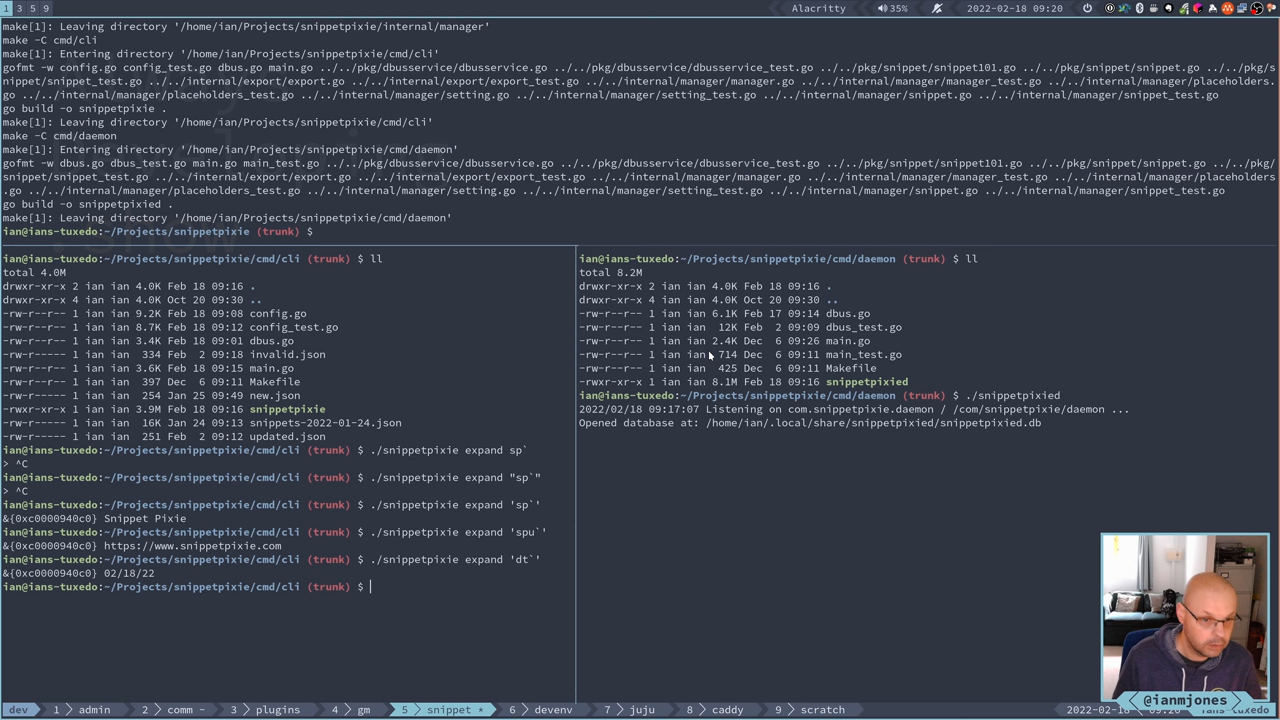 1 3 5 9
Alacritty
35%
2022-02-18 09:20
make[1]: Leaving directory '/home/ian/Projects/snippetpixie/internal/manager'
make -C cmd/cli
make[1]: Entering directory '/home/ian/Projects/snippetpixie/cmd/cli'
gofmt -w config.go config_test.go dbus.go main.go ../../pkg/dbusservice/dbusservice.go ../../pkg/dbusservice/dbusservice_test.go ../../pkg/snippet/snippet101.go ../../pkg/snippet/snippet.go ../../pkg/s
nippet/snippet_test.go ../../internal/export/export.go ../../internal/export/export_test.go ../../internal/manager/manager.go ../../internal/manager/manager_test.go ../../internal/manager/placeholders.
go ../../internal/manager/placeholders_test.go ../../internal/manager/setting.go ../../internal/manager/setting_test.go ../../internal/manager/snippet.go ../../internal/manager/snippet_test.go
go build -o snippetpixie .
make[1]: Leaving directory '/home/ian/Projects/snippetpixie/cmd/cli'
make -C cmd/daemon
make[1]: Entering directory '/home/ian/Projects/snippetpixie/cmd/daemon'
gofmt -w dbus.go dbus_test.go main.go main_test.go ../../pkg/dbusservice/dbusservice.go ../../pkg/dbusservice/dbusservice_test.go ../../pkg/snippet/snippet101.go ../../pkg/snippet/snippet.go ../../pkg/
snippet/snippet_test.go ../../internal/export/export.go ../../internal/export/export_test.go ../../internal/manager/manager.go ../../internal/manager/manager_test.go ../../internal/manager/placeholders
.go ../../internal/manager/placeholders_test.go ../../internal/manager/setting.go ../../internal/manager/setting_test.go ../../internal/manager/snippet.go ../../internal/manager/snippet_test.go
go build -o snippetpixied .
make[1]: Leaving directory '/home/ian/Projects/snippetpixie/cmd/daemon'
ian@ians-tuxedo:~/Projects/snippetpixie (trunk) $
ian@ians-tuxedo:~/Projects/snippetpixie/cmd/cli (trunk) $ ll
total 4.0M
drwxr-xr-x 2 ian ian 4.0K Feb 18 09:16 .
drwxr-xr-x 4 ian ian 4.0K Oct 20 09:30 ..
-rw-r--r-- 1 ian ian 9.2K Feb 18 09:08 config.go
-rw-r--r-- 1 ian ian 8.7K Feb 18 09:12 config_test.go
-rw-r--r-- 1 ian ian 3.4K Feb 18 09:01 dbus.go
-rw-r----- 1 ian ian  334 Feb  2 09:18 invalid.json
-rw-r--r-- 1 ian ian 3.6K Feb 18 09:15 main.go
-rw-r--r-- 1 ian ian  397 Dec  6 09:11 Makefile
-rw-r----- 1 ian ian  254 Jan 25 09:49 new.json
-rwxr-xr-x 1 ian ian 3.9M Feb 18 09:16 snippetpixie
-rw-r----- 1 ian ian  16K Jan 24 09:13 snippets-2022-01-24.json
-rw-r----- 1 ian ian  251 Feb  2 09:12 updated.json
ian@ians-tuxedo:~/Projects/snippetpixie/cmd/cli (trunk) $ ./snippetpixie expand sp`
> ^C
ian@ians-tuxedo:~/Projects/snippetpixie/cmd/cli (trunk) $ ./snippetpixie expand "sp`"
> ^C
ian@ians-tuxedo:~/Projects/snippetpixie/cmd/cli (trunk) $ ./snippetpixie expand 'sp`'
&{0xc0000940c0} Snippet Pixie
ian@ians-tuxedo:~/Projects/snippetpixie/cmd/cli (trunk) $ ./snippetpixie expand 'spu`'
&{0xc0000940c0} https://www.snippetpixie.com
ian@ians-tuxedo:~/Projects/snippetpixie/cmd/cli (trunk) $ ./snippetpixie expand 'dt`'
&{0xc0000940c0} 02/18/22
ian@ians-tuxedo:~/Projects/snippetpixie/cmd/cli (trunk) $
ian@ians-tuxedo:~/Projects/snippetpixie/cmd/daemon (trunk) $ ll
total 8.2M
drwxr-xr-x 2 ian ian 4.0K Feb 18 09:16 .
drwxr-xr-x 4 ian ian 4.0K Oct 20 09:30 ..
-rw-r--r-- 1 ian ian 6.1K Feb 17 09:14 dbus.go
-rw-r--r-- 1 ian ian  12K Feb  2 09:09 dbus_test.go
-rw-r--r-- 1 ian ian 2.4K Dec  6 09:26 main.go
-rw-r--r-- 1 ian ian  714 Dec  6 09:11 main_test.go
-rw-r--r-- 1 ian ian  425 Dec  6 09:11 Makefile
-rwxr-xr-x 1 ian ian 8.1M Feb 18 09:16 snippetpixied
ian@ians-tuxedo:~/Projects/snippetpixie/cmd/daemon (trunk) $ ./snippetpixied
2022/02/18 09:17:07 Listening on com.snippetpixie.daemon / /com/snippetpixie/daemon ...
Opened database at: /home/ian/.local/share/snippetpixied/snippetpixied.db
@ianmjones
dev 1 admin 2 comm - 4 gm 5 snippet * 6 devenv 7 juju 8 caddy 9 scratch